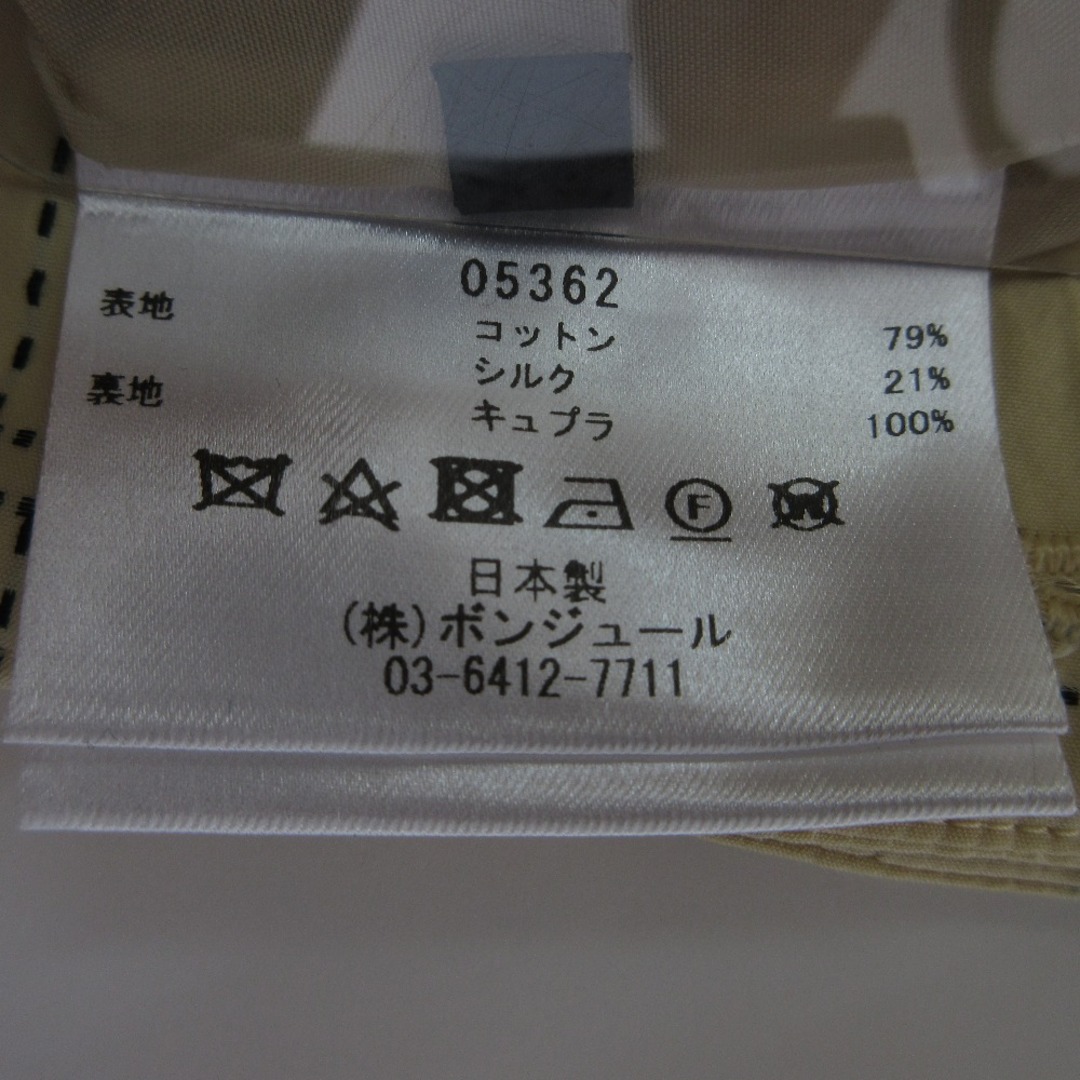 05362
表地 コットン 79%
シルク 21%
裏地 キュプラ 100%
F W
日本製
(株)ボンジュール
03-6412-7711